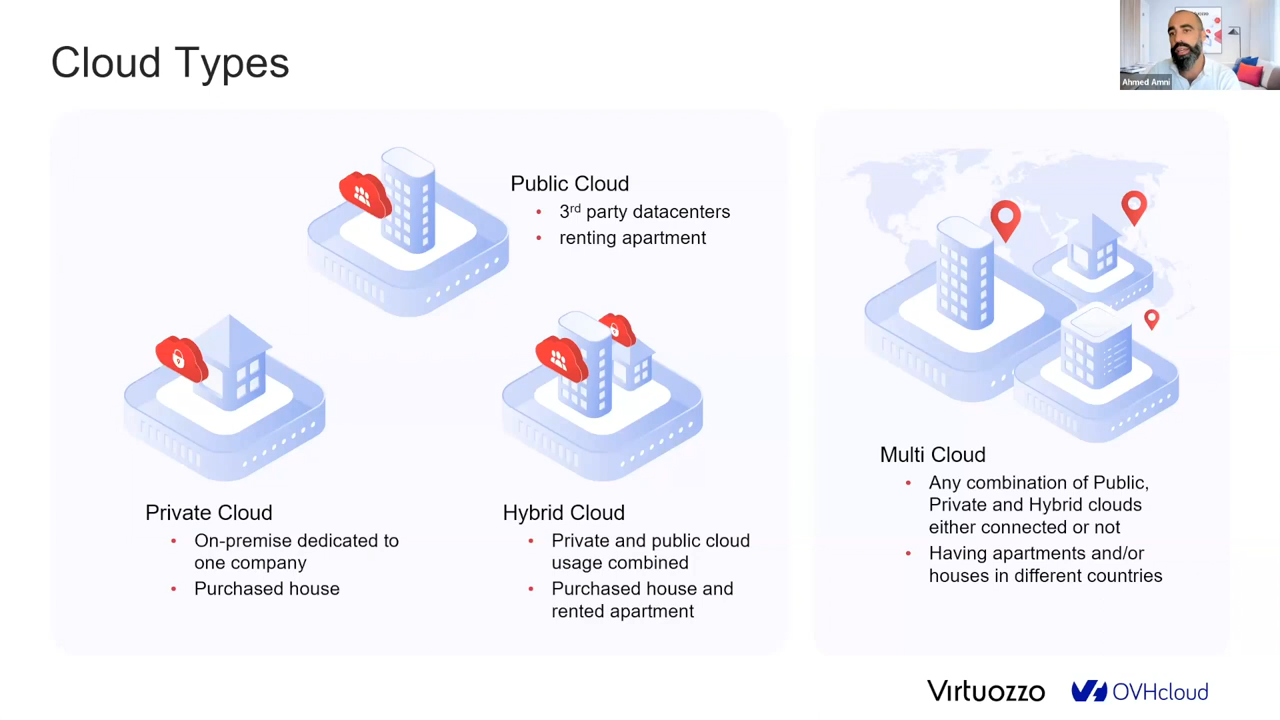 Cloud Types
Ahmed Amni
Public Cloud
• 3rd party datacenters
• renting apartment
Private Cloud
• On-premise dedicated to
one company
• Purchased house
Hybrid Cloud
• Private and public cloud
usage combined
• Purchased house and
rented apartment
Multi Cloud
• Any combination of Public,
Private and Hybrid clouds
either connected or not
• Having apartments and/or
houses in different countries
Virtuozzo
OVHcloud